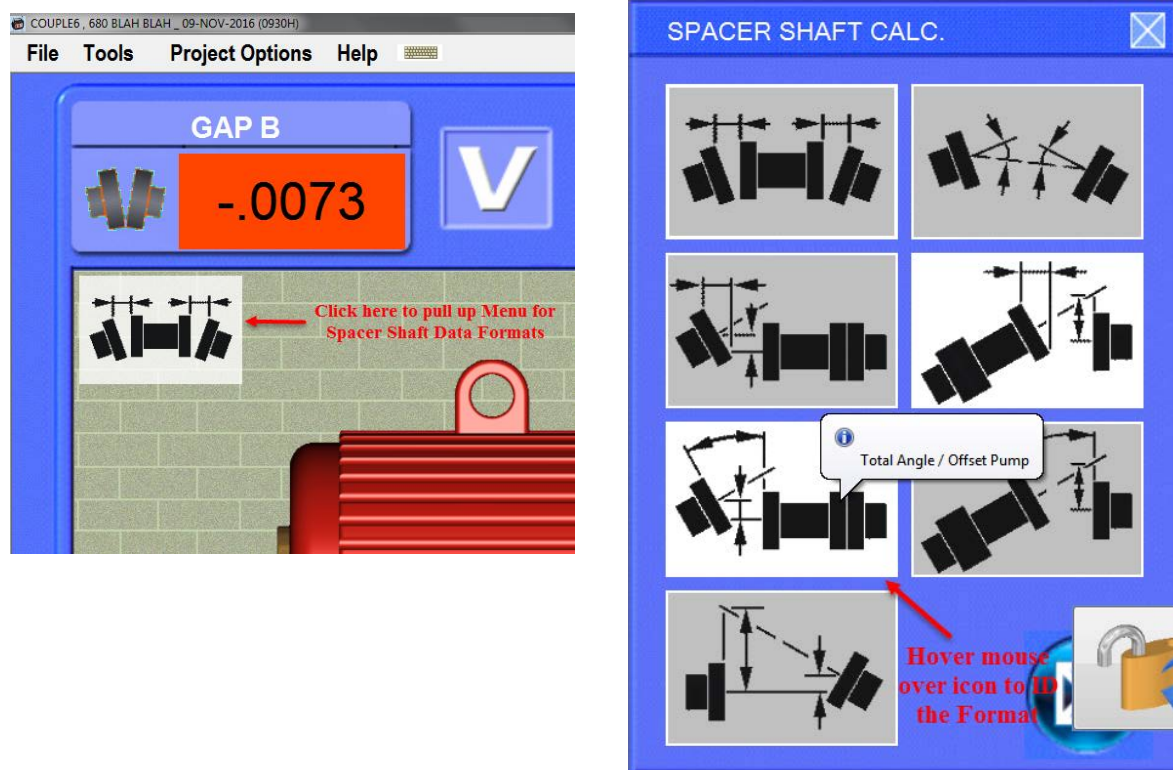 COUPLE6 , 680 BLAH BLAH _ 09-NOV-2016 (0930H)
File Tools Project Options Help
GAP B
-.0073
V
Click here to pull up Menu for
Spacer Shaft Data Formats
SPACER SHAFT CALC.
Total Angle / Offset Pump
Hover mouse
over icon to ID
the Format